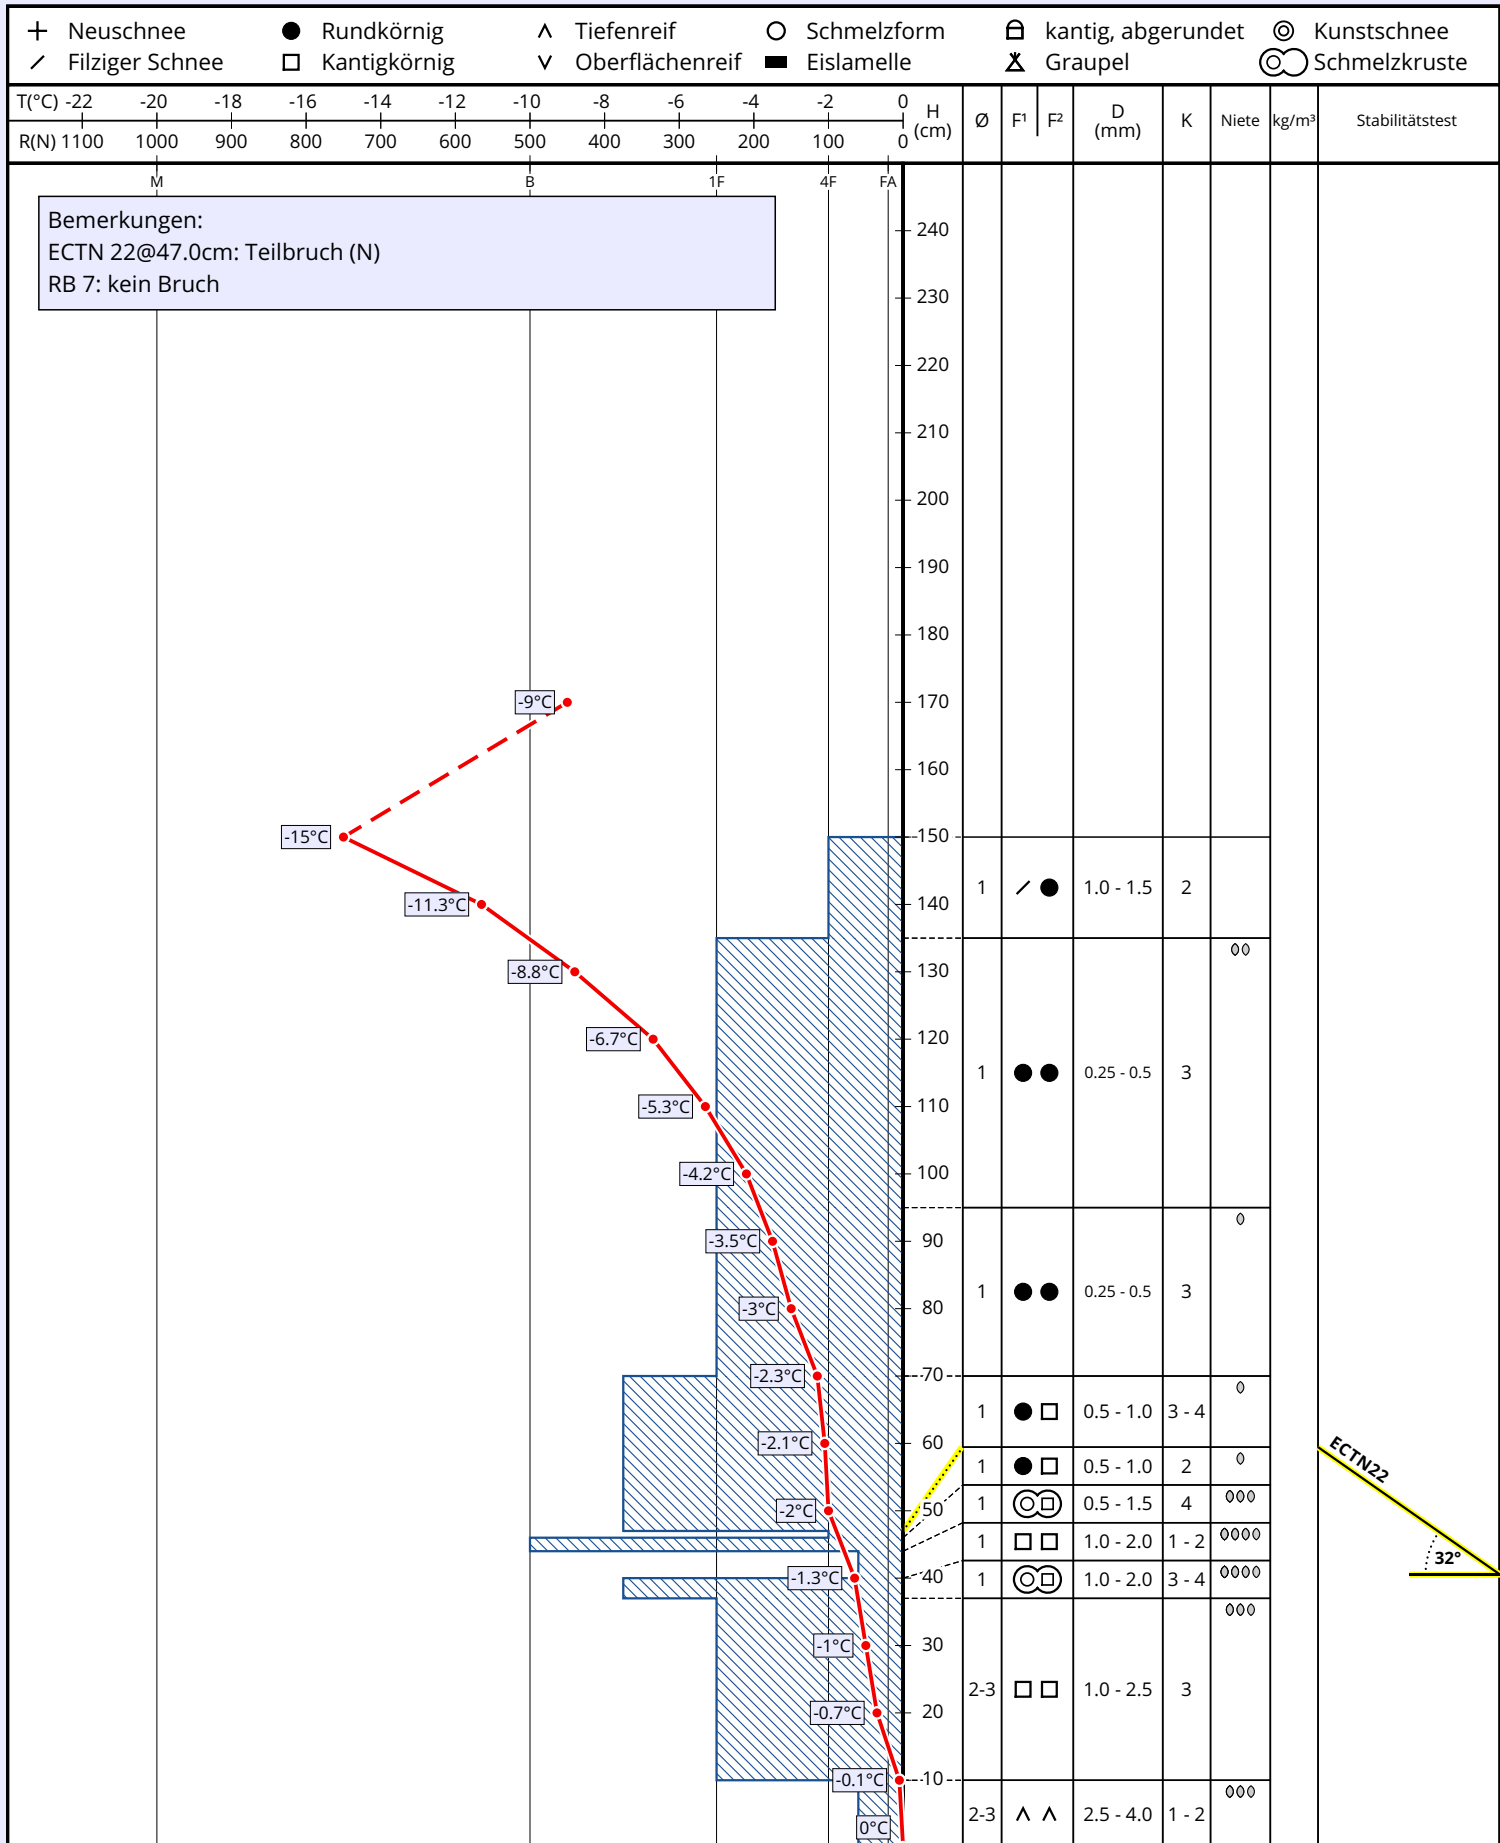 Neuschnee Rundkörnig Tiefenreif Schmelzform kantig, abgerundet Kunstschnee
Filziger Schnee Kantigkörnig Oberflächenreif Eislamelle Graupel Schmelzkruste
T(°C) -22 -20 -18 -16 -14 -12 -10 -8 -6 -4 -2 0
R(N) 1100 1000 900 800 700 600 500 400 300 200 100 0
H (cm) Ø F¹ F² D (mm) K Niete kg/m³ Stabilitätstest
M B 1F 4F FA
Bemerkungen:
ECTN 22@47.0cm: Teilbruch (N)
RB 7: kein Bruch
240
230
220
210
200
190
180
-9°C 170
160
-15°C 150
1 1.0 - 1.5 2
-11.3°C 140
-8.8°C 130
-6.7°C 120
1 0.25 - 0.5 3
-5.3°C 110
-4.2°C 100
-3.5°C 90
1 0.25 - 0.5 3
-3°C 80
-2.3°C 70
1 0.5 - 1.0 3 - 4
-2.1°C 60
ECTN22
1 0.5 - 1.0 2
1 0.5 - 1.5 4
-2°C 50
1 1.0 - 2.0 1 - 2
32°
-1.3°C 40
1 1.0 - 2.0 3 - 4
-1°C 30
2-3 1.0 - 2.5 3
-0.7°C 20
-0.1°C 10
2-3 2.5 - 4.0 1 - 2
0°C